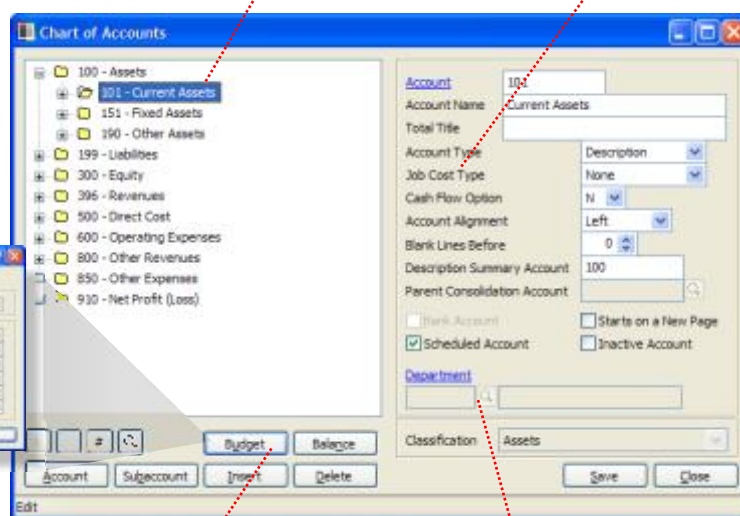 Chart of Accounts
100 - Assets
101 - Current Assets
151 - Fixed Assets
190 - Other Assets
199 - Liabilities
300 - Equity
396 - Revenues
500 - Direct Cost
600 - Operating Expenses
800 - Other Revenues
850 - Other Expenses
910 - Net Profit (Loss)
Account 101
Account Name Current Assets
Total Title
Account Type Description
Job Cost Type None
Cash Flow Option N
Account Alignment Left
Blank Lines Before 0
Description Summary Account 100
Parent Consolidation Account
Bank Account Starts on a New Page
Scheduled Account Inactive Account
Department
Classification Assets
# Budget Balance
Account Subaccount Insert Delete Save Close
Edit